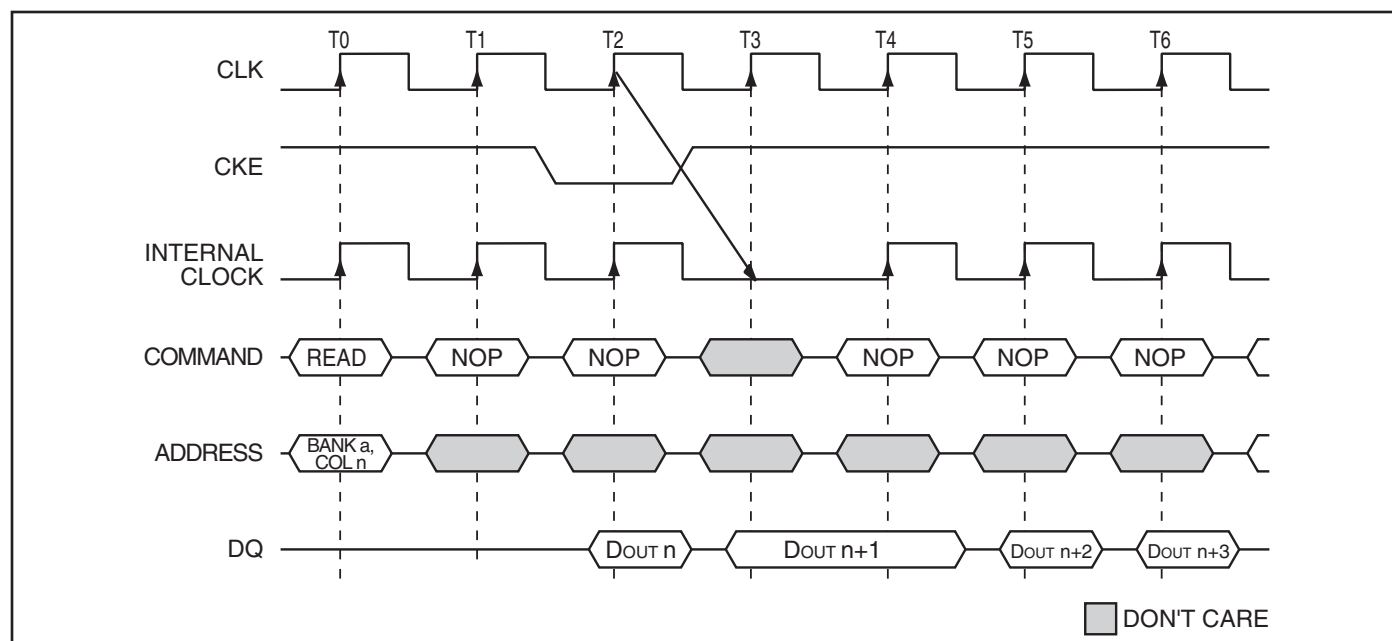 T0 T1 T2 T3 T4 T5 T6
CLK
CKE
INTERNAL
CLOCK
COMMAND READ NOP NOP NOP NOP NOP
ADDRESS BANK a,
COL n
DQ DOUT n DOUT n+1 DOUT n+2 DOUT n+3
DON'T CARE